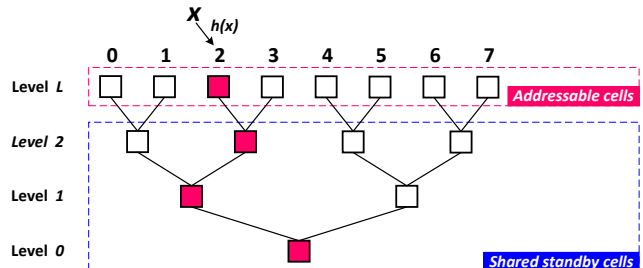 x
h(x)
0 1 2 3 4 5 6 7
Level L
Addressable cells
Level 2
Level 1
Level 0
Shared standby cells